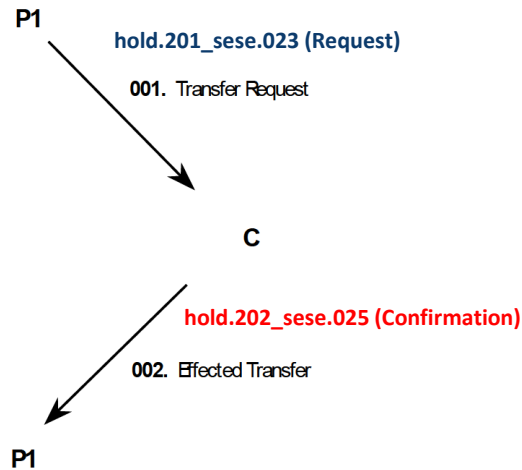 P1
hold.201_sese.023 (Request)
001. Transfer Request
C
hold.202_sese.025 (Confirmation)
002. Effected Transfer
P1